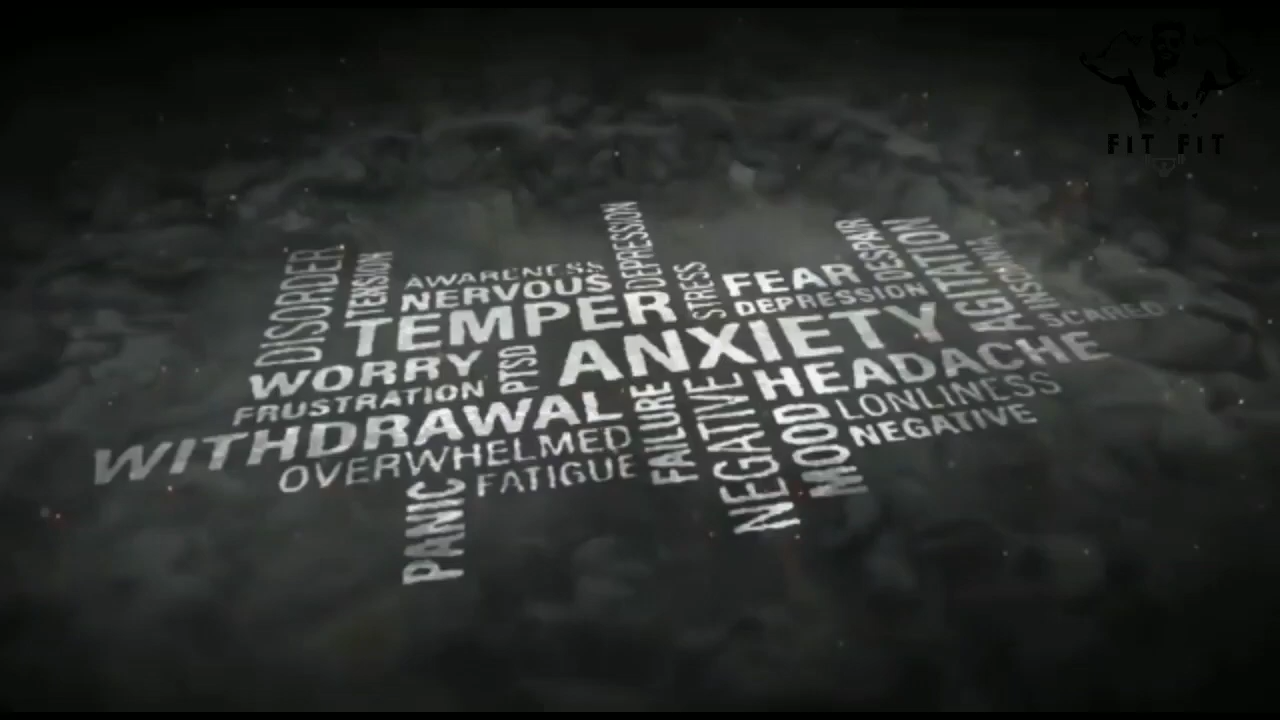 FIT FIT
DEPRESSION
DISORDER
TENSION
AWARENESS
NERVOUS
TEMPER
STRESS
FEAR
DEPRESSION
DESPAIR
AGITATION
INSOMNIA
SCARED
WORRY
PTSD
ANXIETY
HEADACHE
FRUSTRATION
WITHDRAWAL
LONLINESS
OVERWHELMED
FAILURE
NEGATIVE
MOOD
NEGATIVE
FATIGUE
PANIC